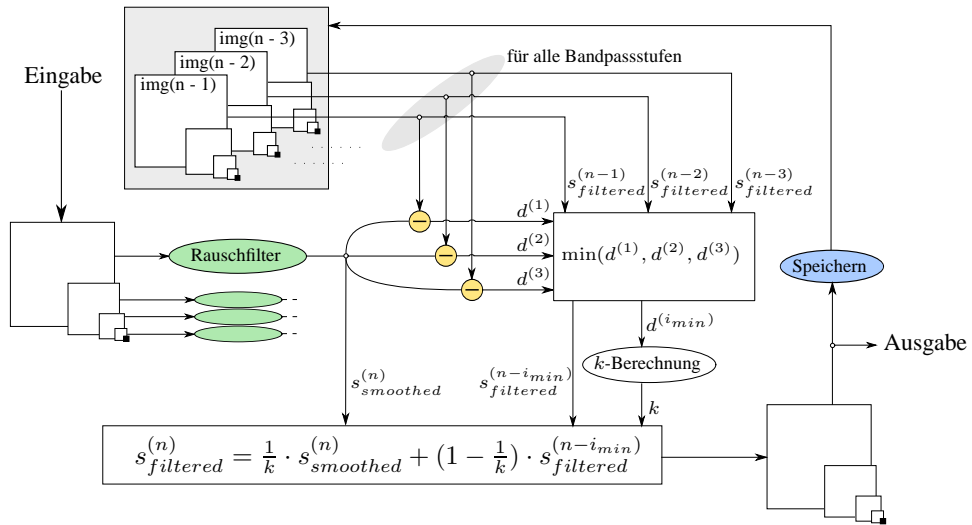 img(n - 3)
img(n - 2)
img(n - 1)
für alle Bandpassstufen
Eingabe
s_{filtered}^{(n-1)} s_{filtered}^{(n-2)} s_{filtered}^{(n-3)}
d^{(1)}
d^{(2)}
d^{(3)}
min(d^{(1)}, d^{(2)}, d^{(3)})
Rauschfilter
Speichern
d^{(i_{min})}
Ausgabe
k-Berechnung
s_{smoothed}^{(n)}
s_{filtered}^{(n-i_{min})}
k
s_{filtered}^{(n)} = \frac{1}{k} · s_{smoothed}^{(n)} + (1 − \frac{1}{k}) · s_{filtered}^{(n-i_{min})}